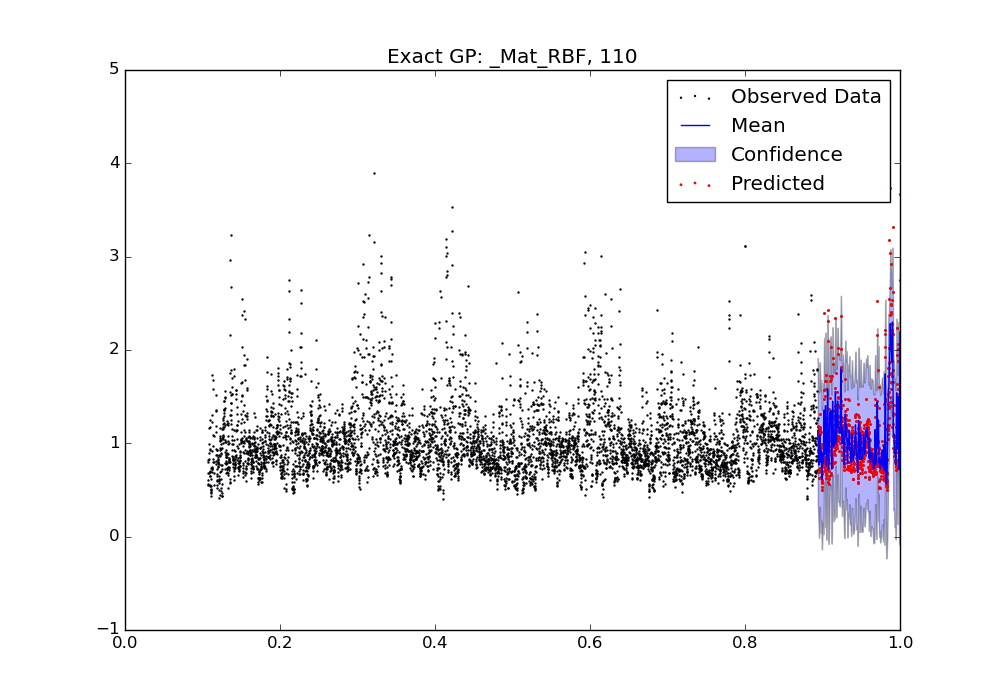 Exact GP: _Mat_RBF, 110
5
4
3
2
1
0
−1
0.0 0.2 0.4 0.6 0.8 1.0
Observed Data
Mean
Confidence
Predicted